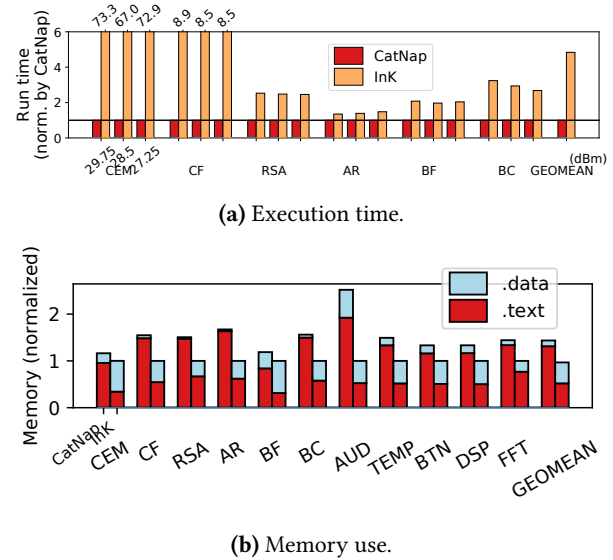 73.3 67.0 72.9 8.9 8.5 8.5
6
4
2
0
Run time
(norm. by CatNap)
CatNap
InK
29.75 28.5 27.25
(dBm)
CEM CF RSA AR BF BC GEOMEAN
(a) Execution time.
2
1
0
Memory (normalized)
.data
.text
CatNap InK
CEM CF RSA AR BF BC AUD TEMP BTN DSP FFT GEOMEAN
(b) Memory use.